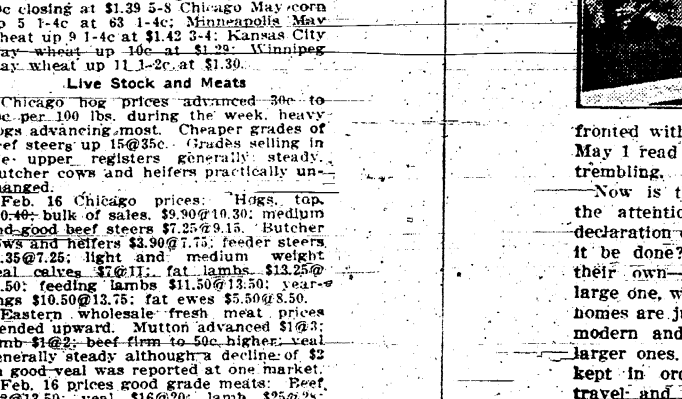 c closing at $1.39 5-8 Chicago May corn
p 5 1-4c at 63 1-4c; Minneapolis May
heat up 9 1-4c at $1.42 3-4; Kansas City
ay wheat up 10c at $1.29; Winnipeg
ay wheat up 11 1-2c at $1.30.
Live Stock and Meats
Chicago hog prices advanced 30c to
c per 100 lbs. during the week, heavy
ogs advancing most. Cheaper grades of
ef steers up 15@35c. Grades selling in
e upper registers generally steady.
utcher cows and heifers practically un-
anged.
Feb. 16 Chicago prices: Hogs, top,
0.40; bulk of sales, $9.90@10.30; medium
nd good beef steers $7.25@9.15. Butcher
ows and heifers $3.90@7.75; feeder steers
.35@7.25; light and medium weight
eal calves $7@11; fat lambs $13.25@
.50; feeding lambs $11.50@13.50; year-
ngs $10.50@13.75; fat ewes $5.50@8.50.
Eastern wholesale fresh meat prices
ended upward. Mutton advanced $1@3;
mb $1@2; beef firm to 50c higher; veal
enerally steady although a decline of $2
n good veal was reported at one market.
Feb. 16 prices good grade meats: Beef,
veal, $16@20; lamb, $25@28;
fronted with
May 1 read
trembling.
Now is t
the attentio
declaration o
it be done?
their own—
large one, w
homes are ju
modern and
larger ones.
kept in ord
travel and